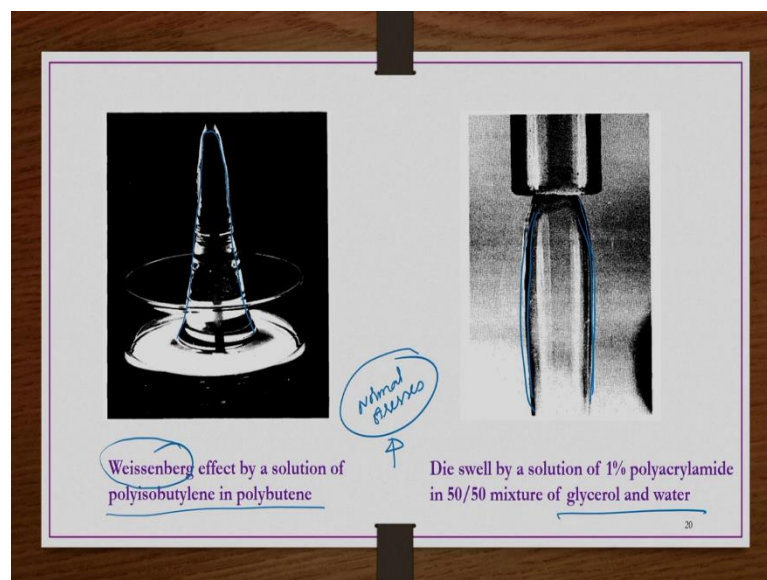 Weissenberg effect by a solution of
polyisobutylene in polybutene
normal
stresses
Die swell by a solution of 1% polyacrylamide
in 50/50 mixture of glycerol and water
20